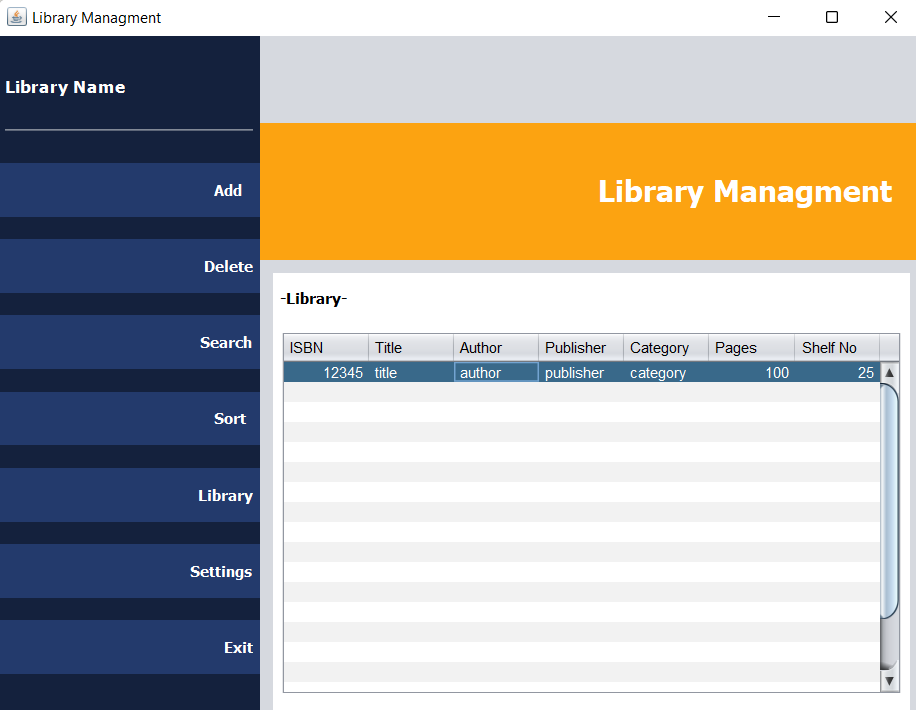 Library Managment
Library Name
Add
Delete
Search
Sort
Library
Settings
Exit
Library Managment
-Library-
ISBN Title Author Publisher Category Pages Shelf No
12345 title author publisher category 100 25